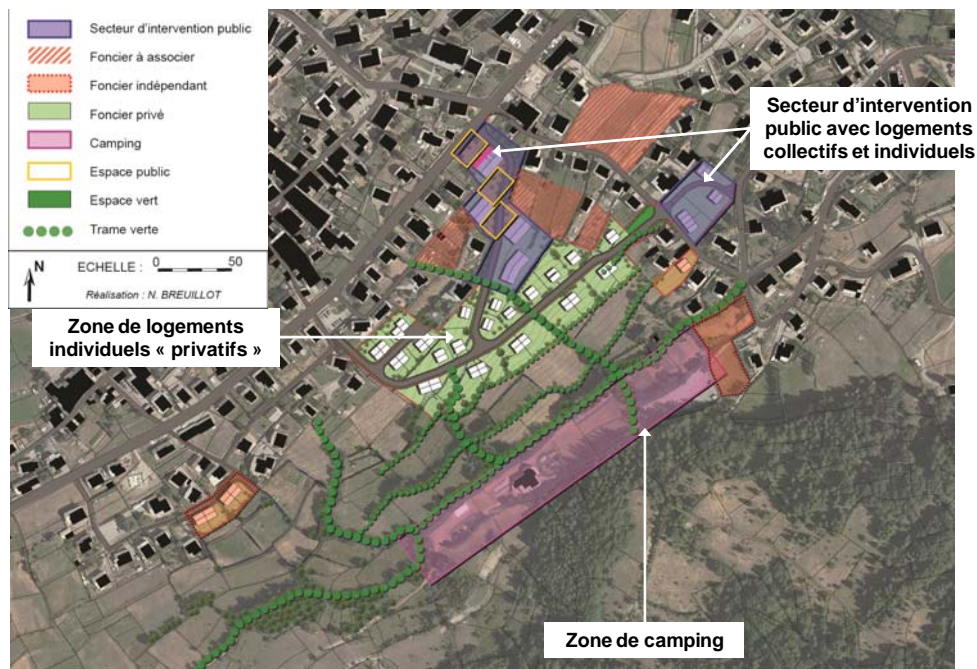 Secteur d'intervention public
Foncier à associer
Foncier indépendant
Foncier privé
Camping
Espace public
Espace vert
Trame verte
N
ECHELLE : 0 50
Réalisation : N. BREUILLOT
Secteur d'intervention
public avec logements
collectifs et individuels
Zone de logements
individuels « privatifs »
Zone de camping